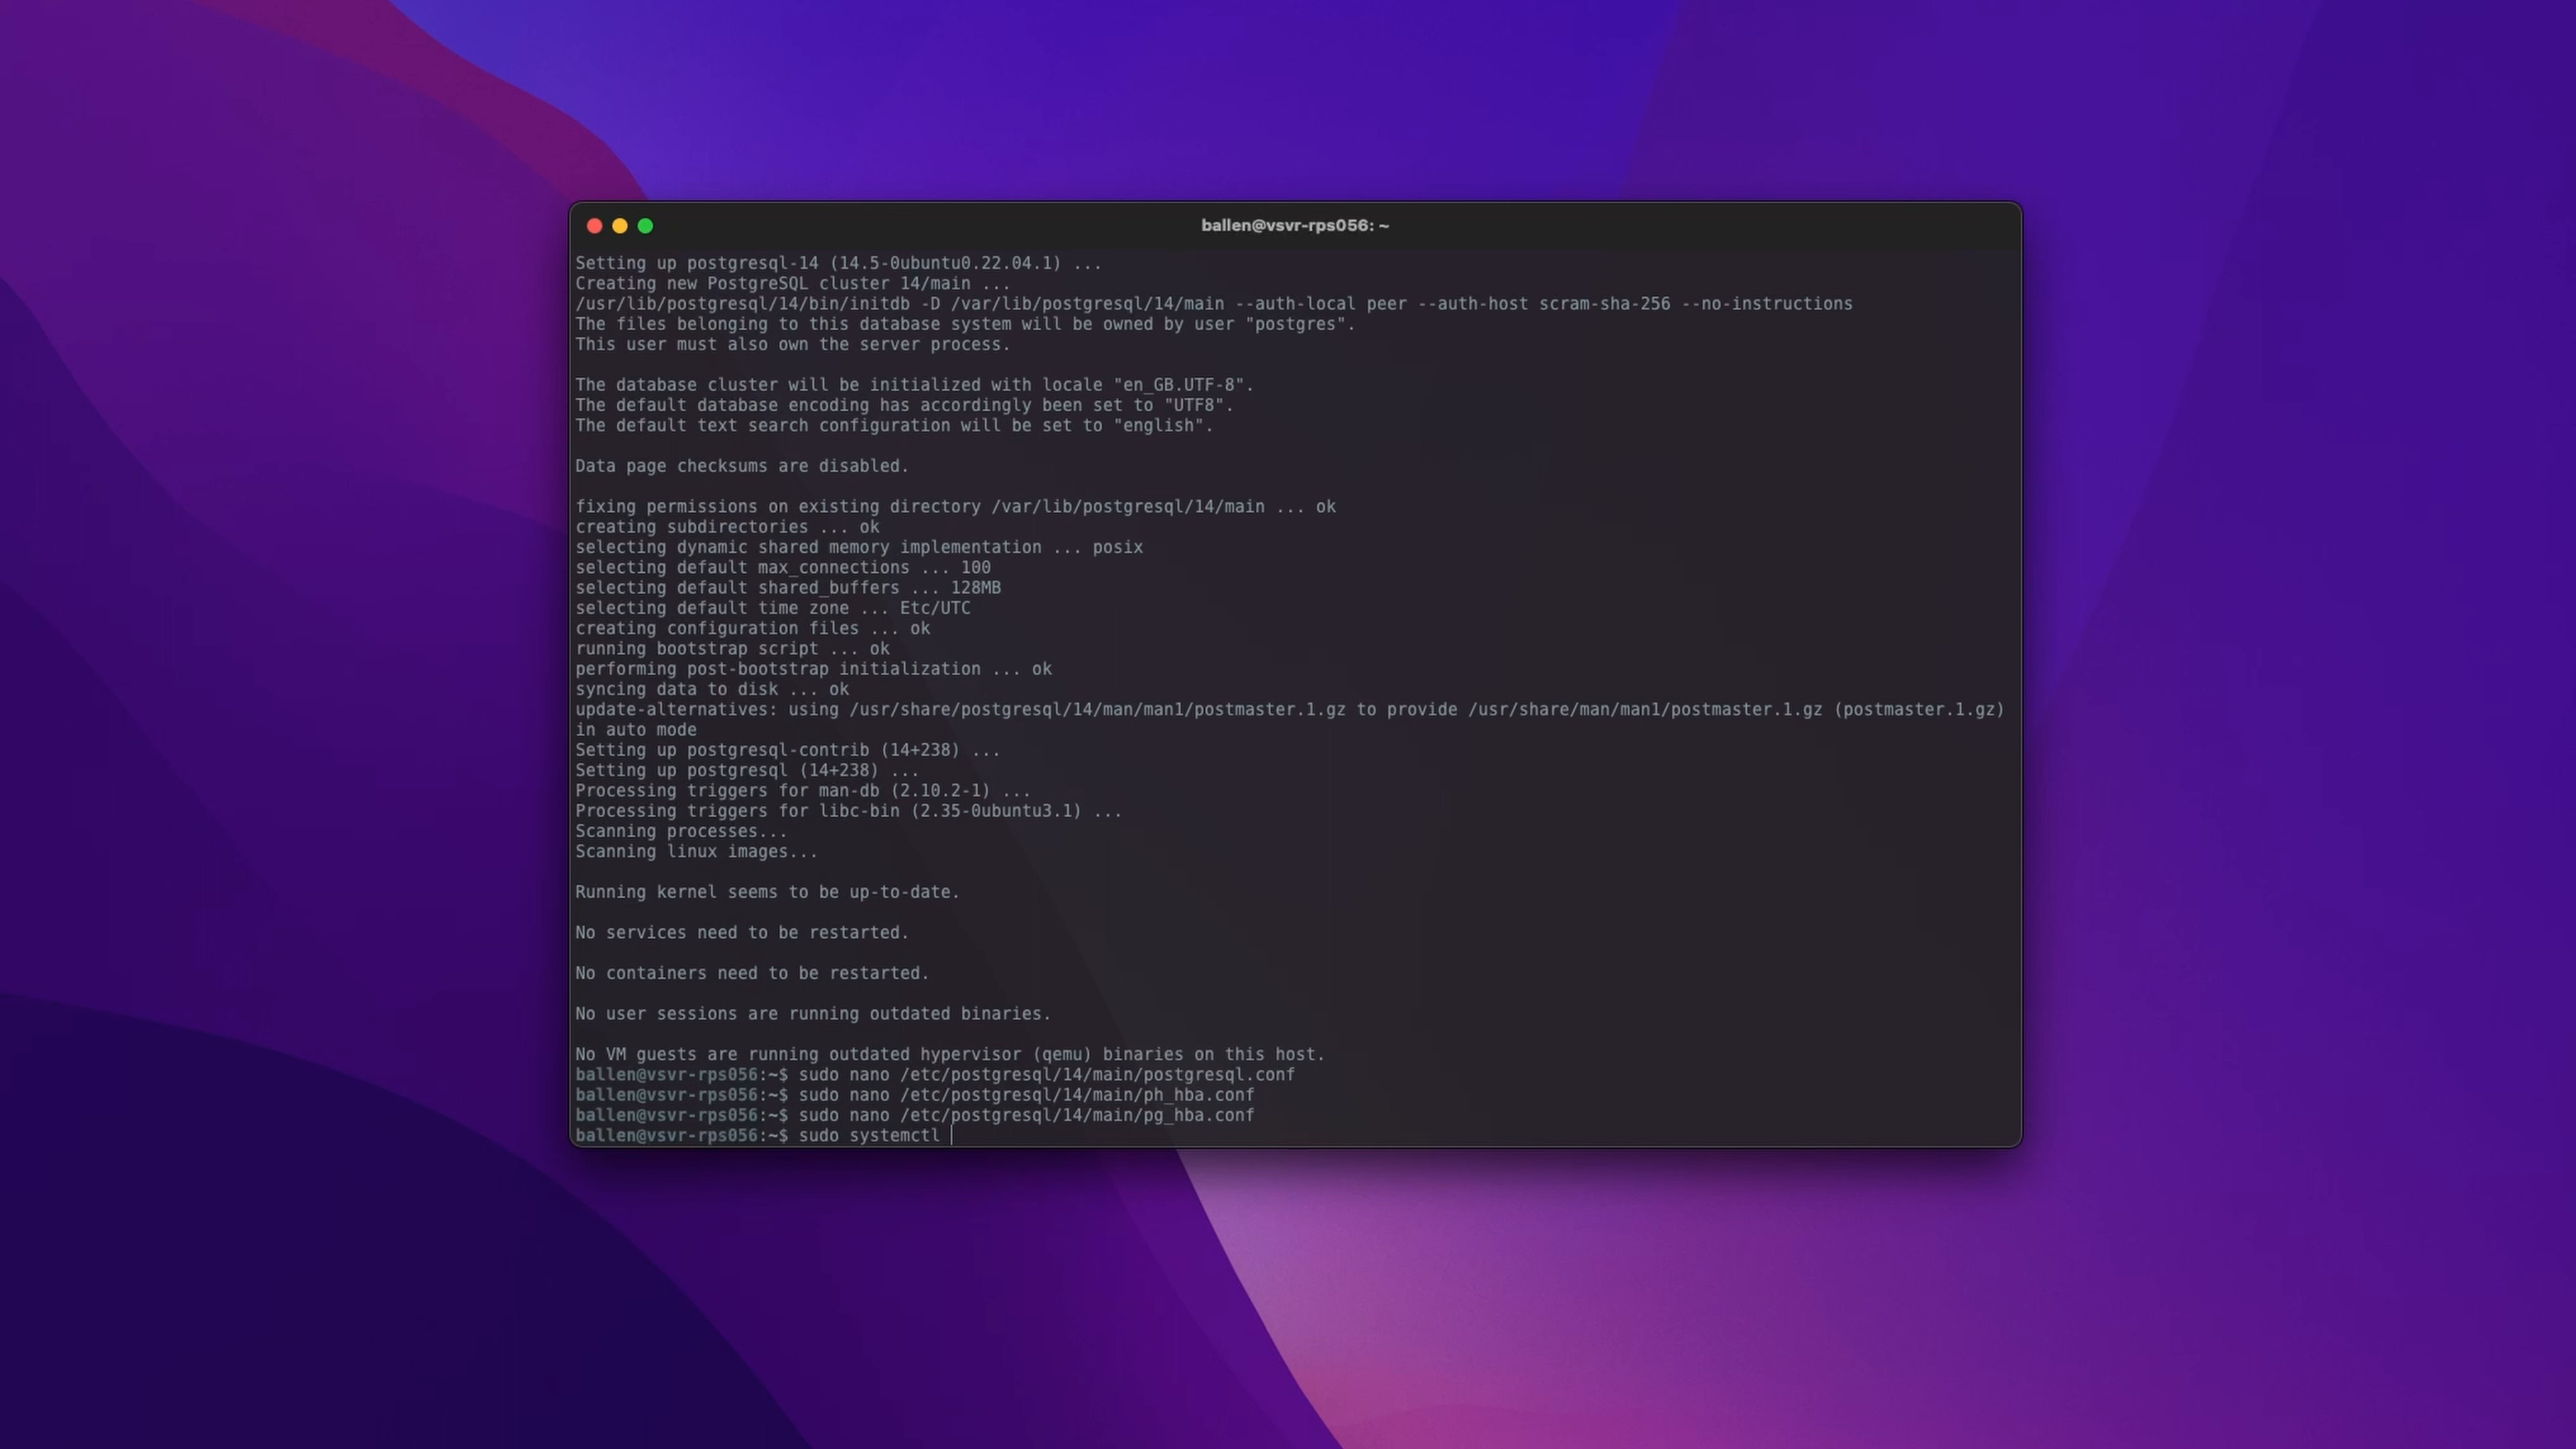 ballen@vsvr-rps056: ~
Setting up postgresql-14 (14.5-0ubuntu0.22.04.1) ...
Creating new PostgreSQL cluster 14/main ...
/usr/lib/postgresql/14/bin/initdb -D /var/lib/postgresql/14/main --auth-local peer --auth-host scram-sha-256 --no-instructions
The files belonging to this database system will be owned by user "postgres".
This user must also own the server process.
The database cluster will be initialized with locale "en_GB.UTF-8".
The default database encoding has accordingly been set to "UTF8".
The default text search configuration will be set to "english".
Data page checksums are disabled.
fixing permissions on existing directory /var/lib/postgresql/14/main ... ok
creating subdirectories ... ok
selecting dynamic shared memory implementation ... posix
selecting default max_connections ... 100
selecting default shared_buffers ... 128MB
selecting default time zone ... Etc/UTC
creating configuration files ... ok
running bootstrap script ... ok
performing post-bootstrap initialization ... ok
syncing data to disk ... ok
update-alternatives: using /usr/share/postgresql/14/man/man1/postmaster.1.gz to provide /usr/share/man/man1/postmaster.1.gz (postmaster.1.gz)
in auto mode
Setting up postgresql-contrib (14+238) ...
Setting up postgresql (14+238) ...
Processing triggers for man-db (2.10.2-1) ...
Processing triggers for libc-bin (2.35-0ubuntu3.1) ...
Scanning processes...
Scanning linux images...
Running kernel seems to be up-to-date.
No services need to be restarted.
No containers need to be restarted.
No user sessions are running outdated binaries.
No VM guests are running outdated hypervisor (qemu) binaries on this host.
ballen@vsvr-rps056:~$ sudo nano /etc/postgresql/14/main/postgresql.conf
ballen@vsvr-rps056:~$ sudo nano /etc/postgresql/14/main/ph_hba.conf
ballen@vsvr-rps056:~$ sudo nano /etc/postgresql/14/main/pg_hba.conf
ballen@vsvr-rps056:~$ sudo systemctl